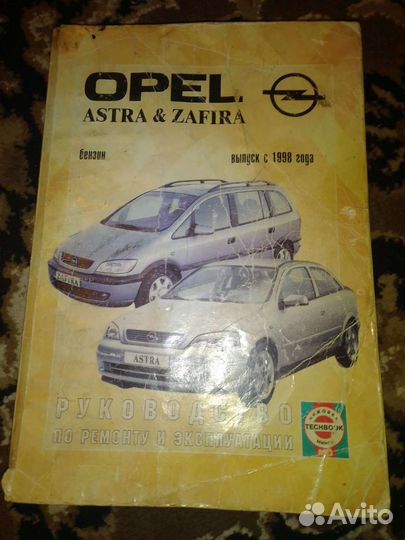 OPEL
ASTRA & ZAFIRA
бензин
выпуск с 1998 года
ZAFIRA
ASTRA
РУКОВОДСТВО
ПО РЕМОНТУ И ЭКСПЛУАТАЦИИ
TECHBOOK
Avito